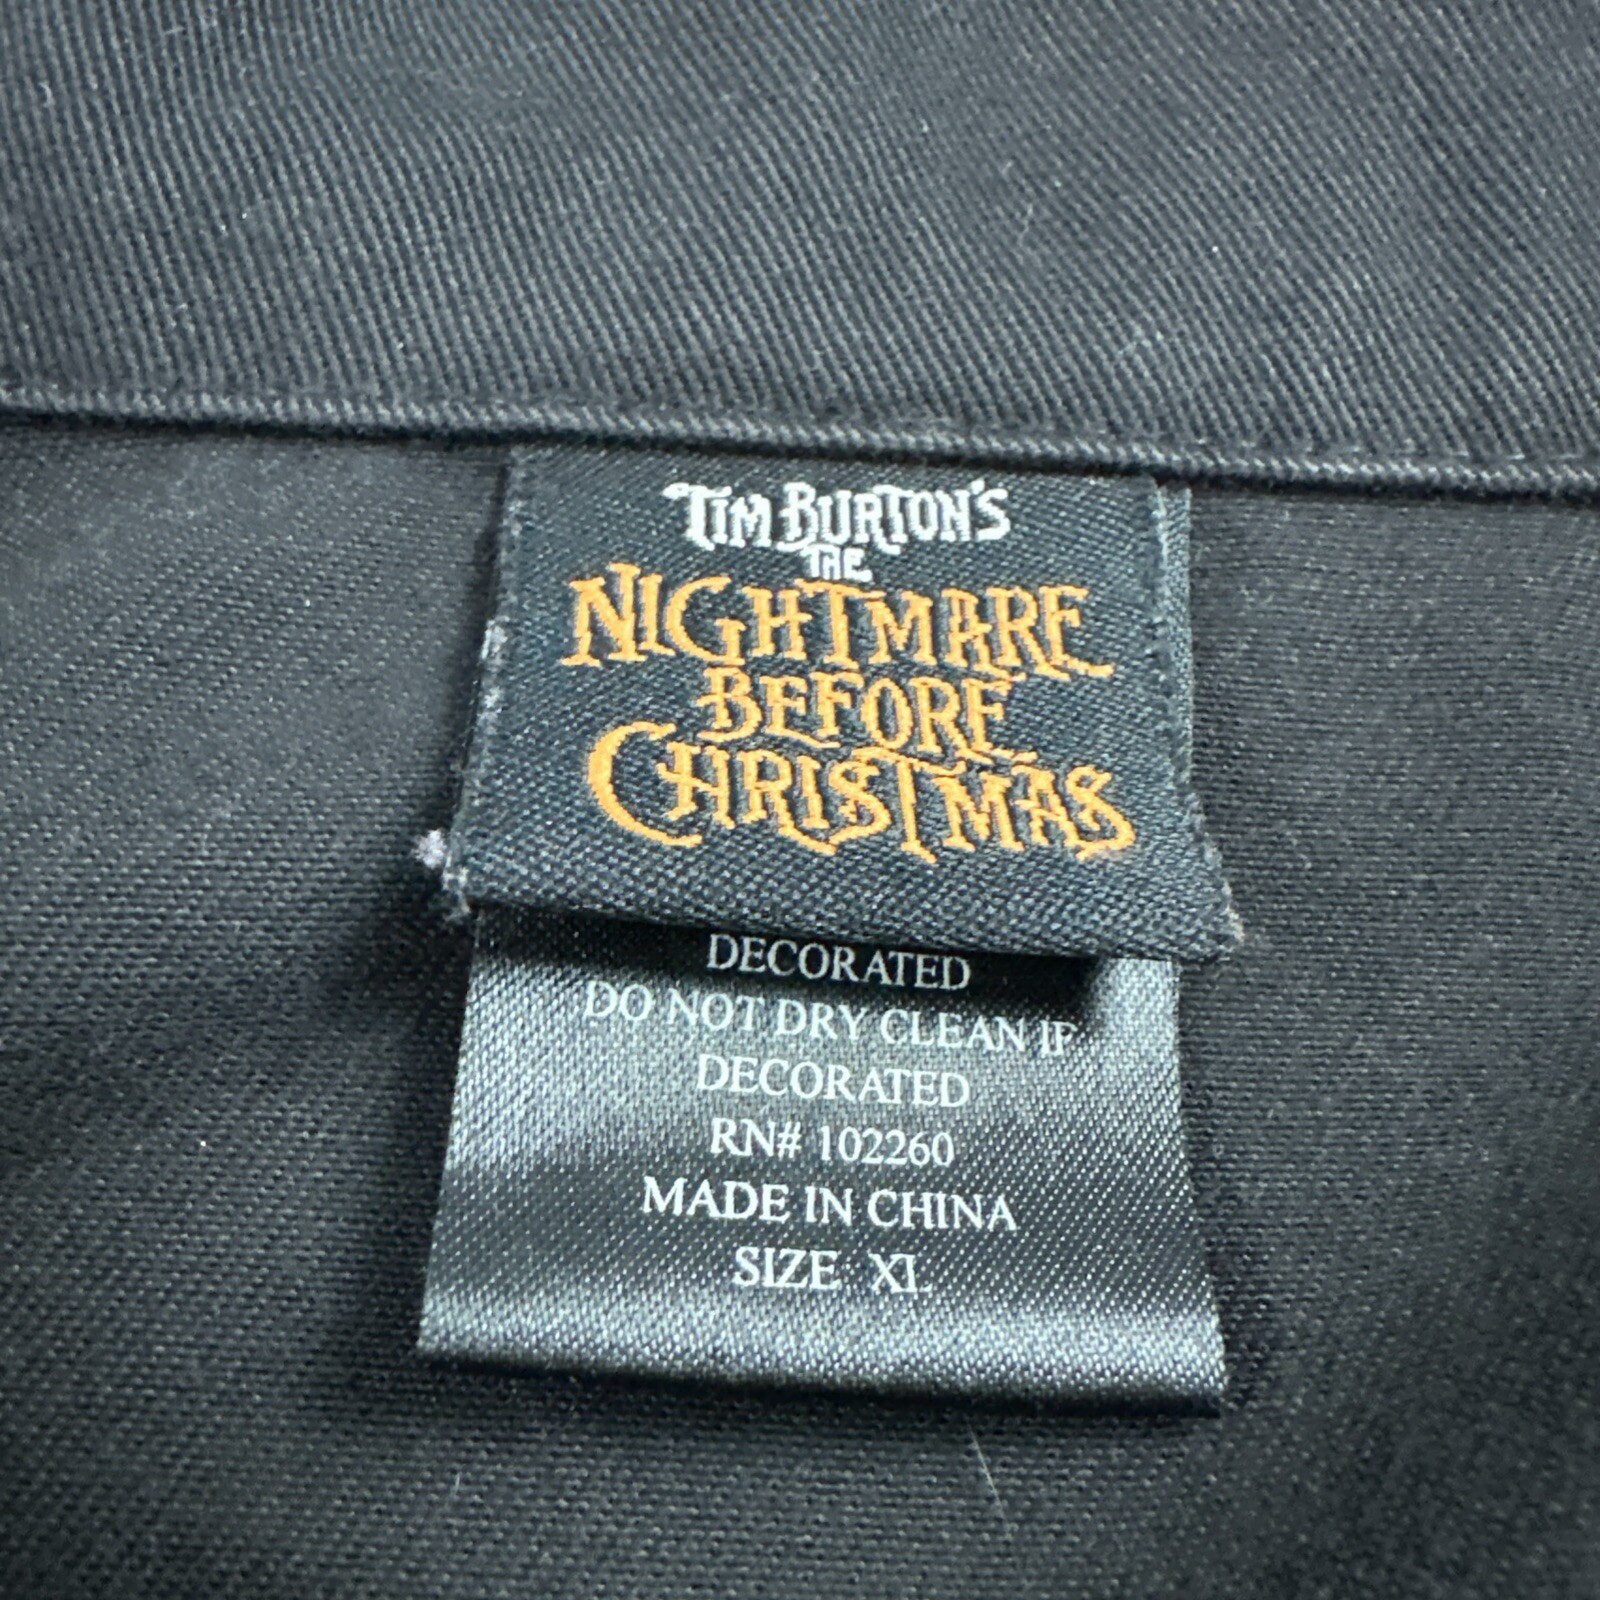 TIM BURTON'S
THE
NIGHTMARE
BEFORE
CHRISTMAS
DECORATED
DO NOT DRY CLEAN IF
DECORATED
RN# 102260
MADE IN CHINA
SIZE XL